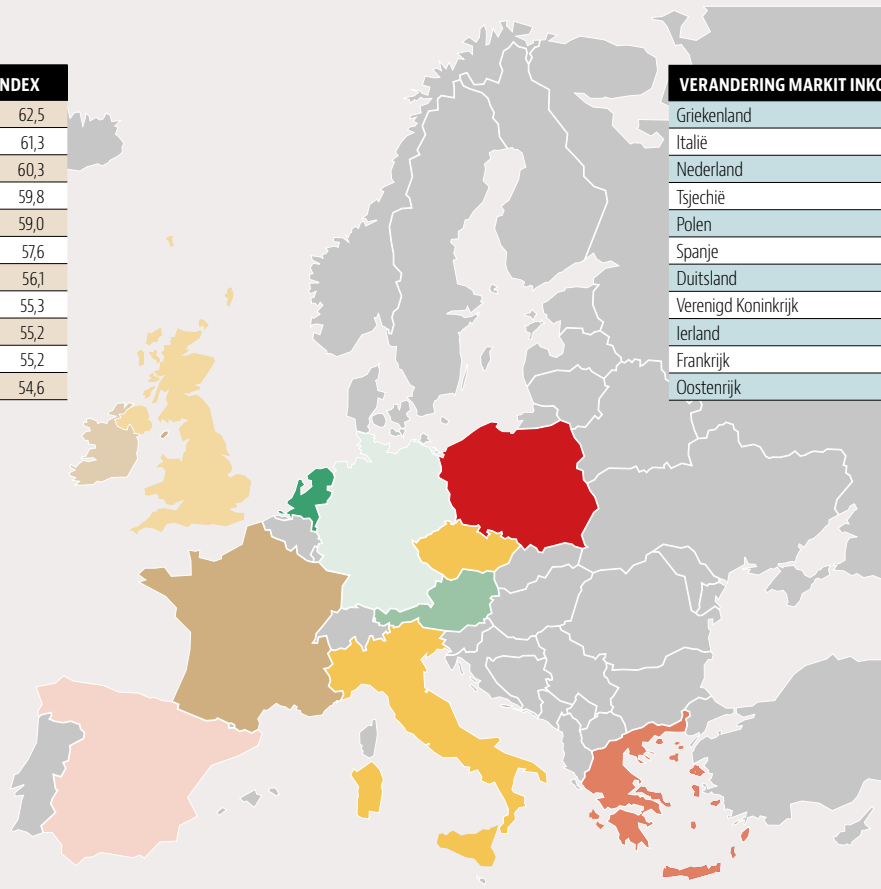 NDEX
62,5
61,3
60,3
59,8
59,0
57,6
56,1
55,3
55,2
55,2
54,6
VERANDERING MARKIT INKO
Griekenland
Italië
Nederland
Tsjechië
Polen
Spanje
Duitsland
Verenigd Koninkrijk
Ierland
Frankrijk
Oostenrijk